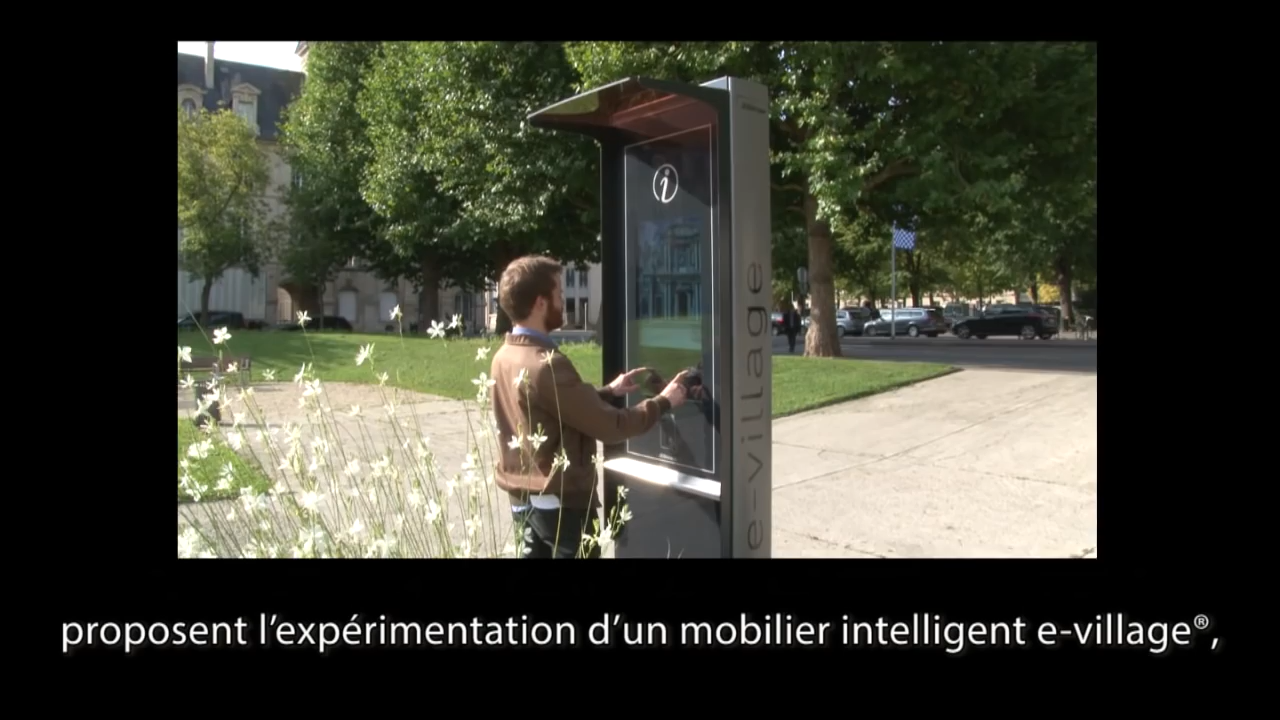 i
e-village
proposent l’expérimentation d’un mobilier intelligent e-village®,